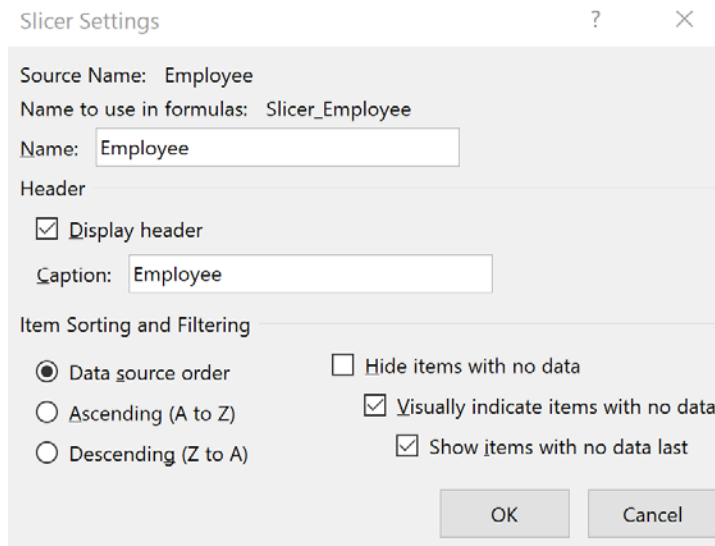 Slicer Settings ? ×
Source Name: Employee
Name to use in formulas: Slicer_Employee
Name: Employee
Header
Display header
Caption: Employee
Item Sorting and Filtering
Data source order
Hide items with no data
Ascending (A to Z)
Visually indicate items with no data
Descending (Z to A)
Show items with no data last
OK Cancel